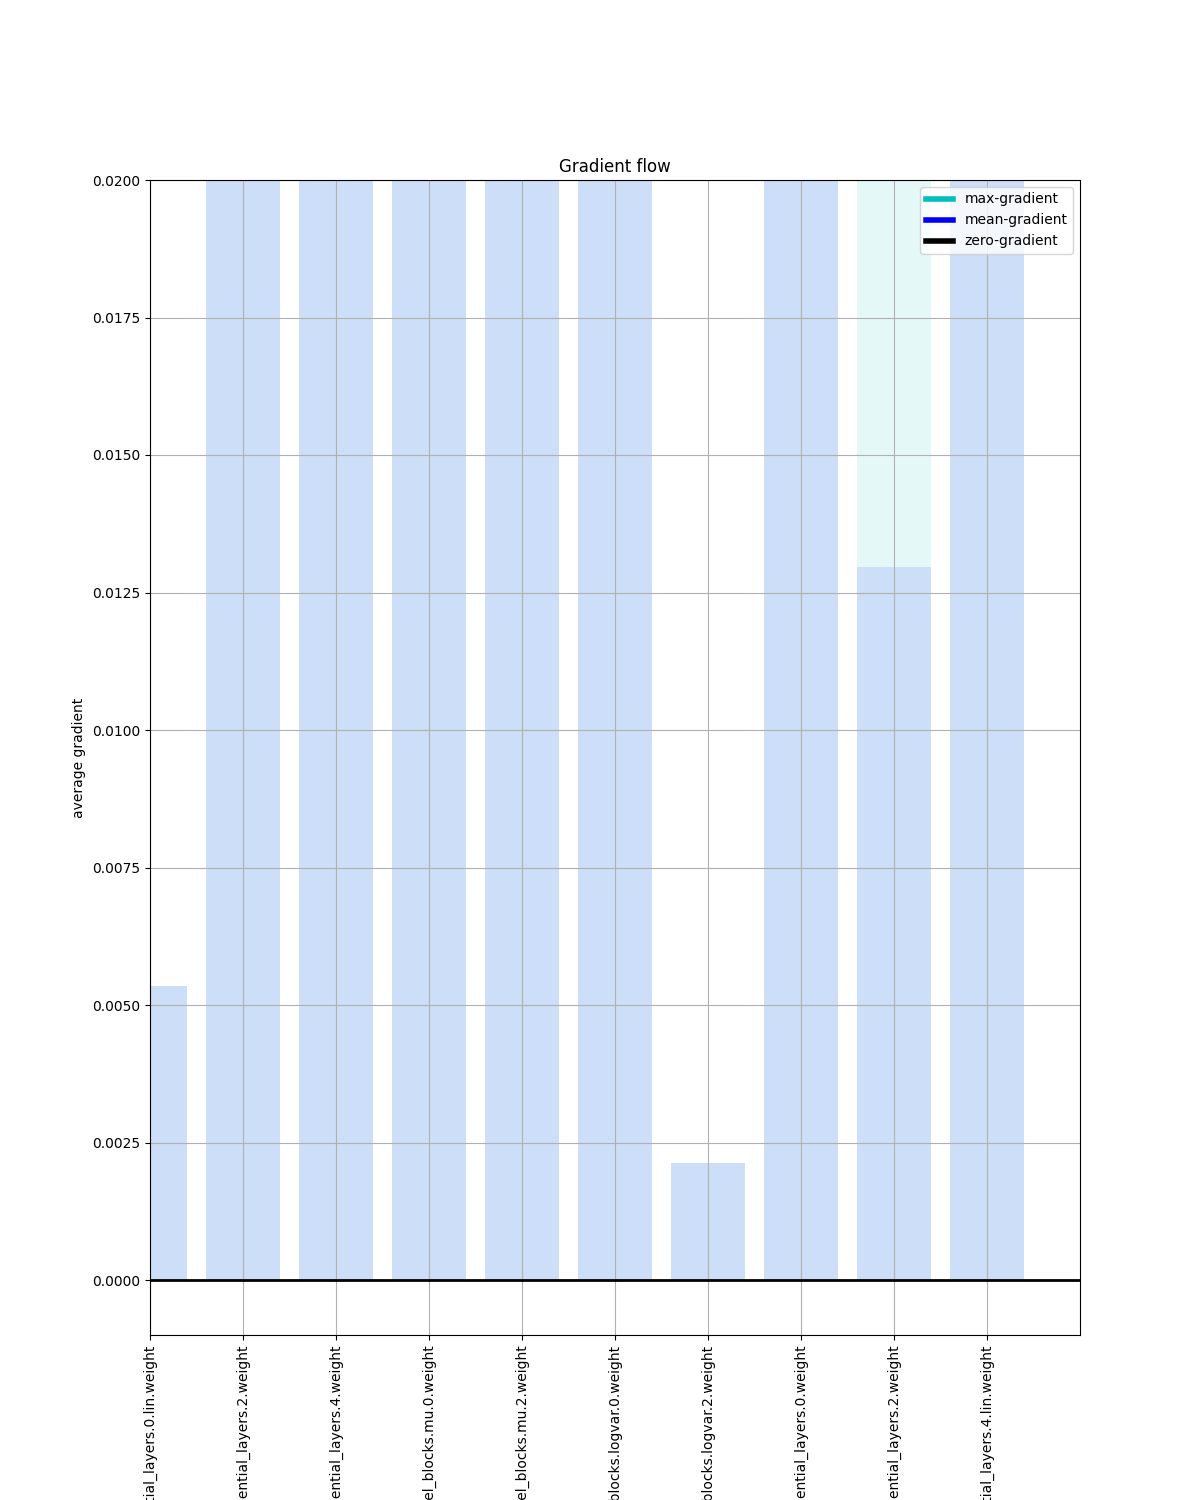 Gradient flow
max-gradient
mean-gradient
zero-gradient
0.0200
0.0175
0.0150
0.0125
0.0100
0.0075
0.0050
0.0025
0.0000
average gradient
tial_layers.0.lin.weight
ential_layers.2.weight
ential_layers.4.weight
el_blocks.mu.0.weight
el_blocks.mu.2.weight
blocks.logvar.0.weight
blocks.logvar.2.weight
ential_layers.0.weight
ential_layers.2.weight
tial_layers.4.lin.weight